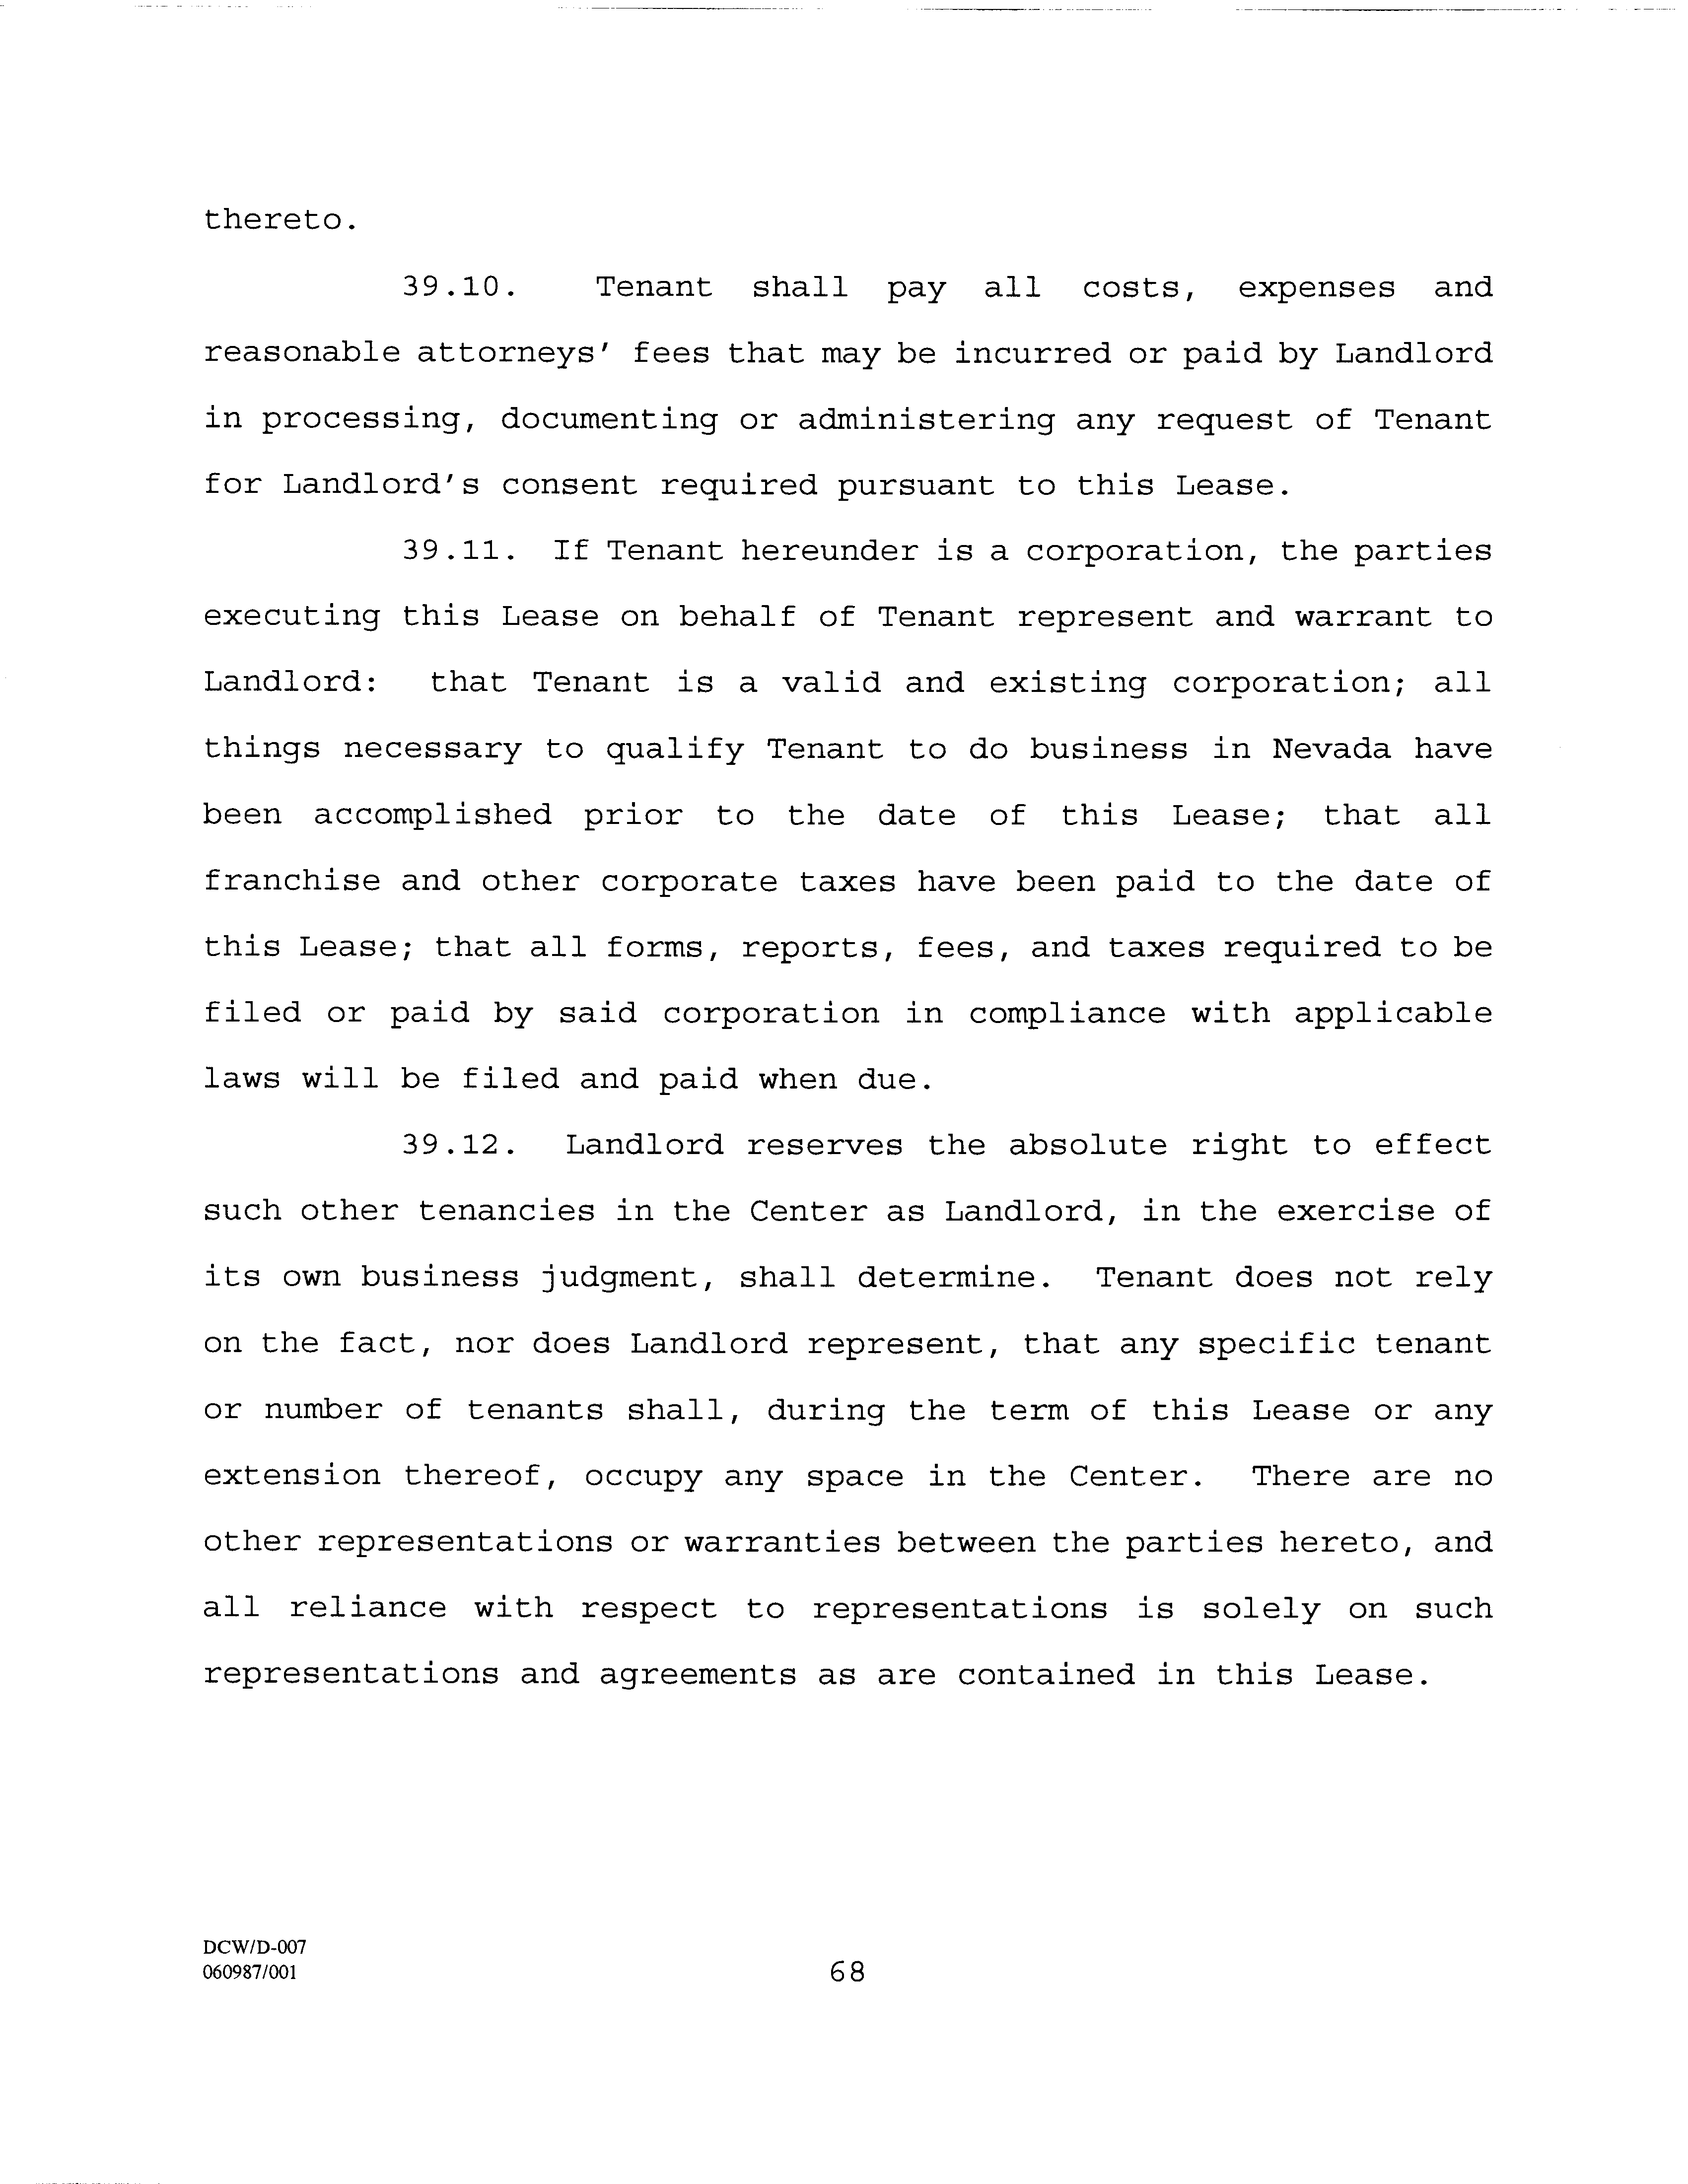 thereto.
39.10. Tenant shall pay all costs, expenses and
reasonable attorneys' fees that may be incurred or paid by Landlord
in processing, documenting or administering any request of Tenant
for Landlord's consent required pursuant to this Lease.
39.11. If Tenant hereunder is a corporation, the parties
executing this Lease on behalf of Tenant represent and warrant to
Landlord: that Tenant is a valid and existing corporation; all
things necessary to qualify Tenant to do business in Nevada have
been accomplished prior to the date of this Lease; that all
franchise and other corporate taxes have been paid to the date of
this Lease; that all forms, reports, fees, and taxes required to be
filed or paid by said corporation in compliance with applicable
laws will be filed and paid when due.
39.12. Landlord reserves the absolute right to effect
such other tenancies in the Center as Landlord, in the exercise of
its own business judgment, shall determine. Tenant does not rely
on the fact, nor does Landlord represent, that any specific tenant
or number of tenants shall, during the term of this Lease or any
extension thereof, occupy any space in the Center. There are no
other representations or warranties between the parties hereto, and
all reliance with respect to representations is solely on such
representations and agreements as are contained in this Lease.
DCW/D-007
060987/001
68